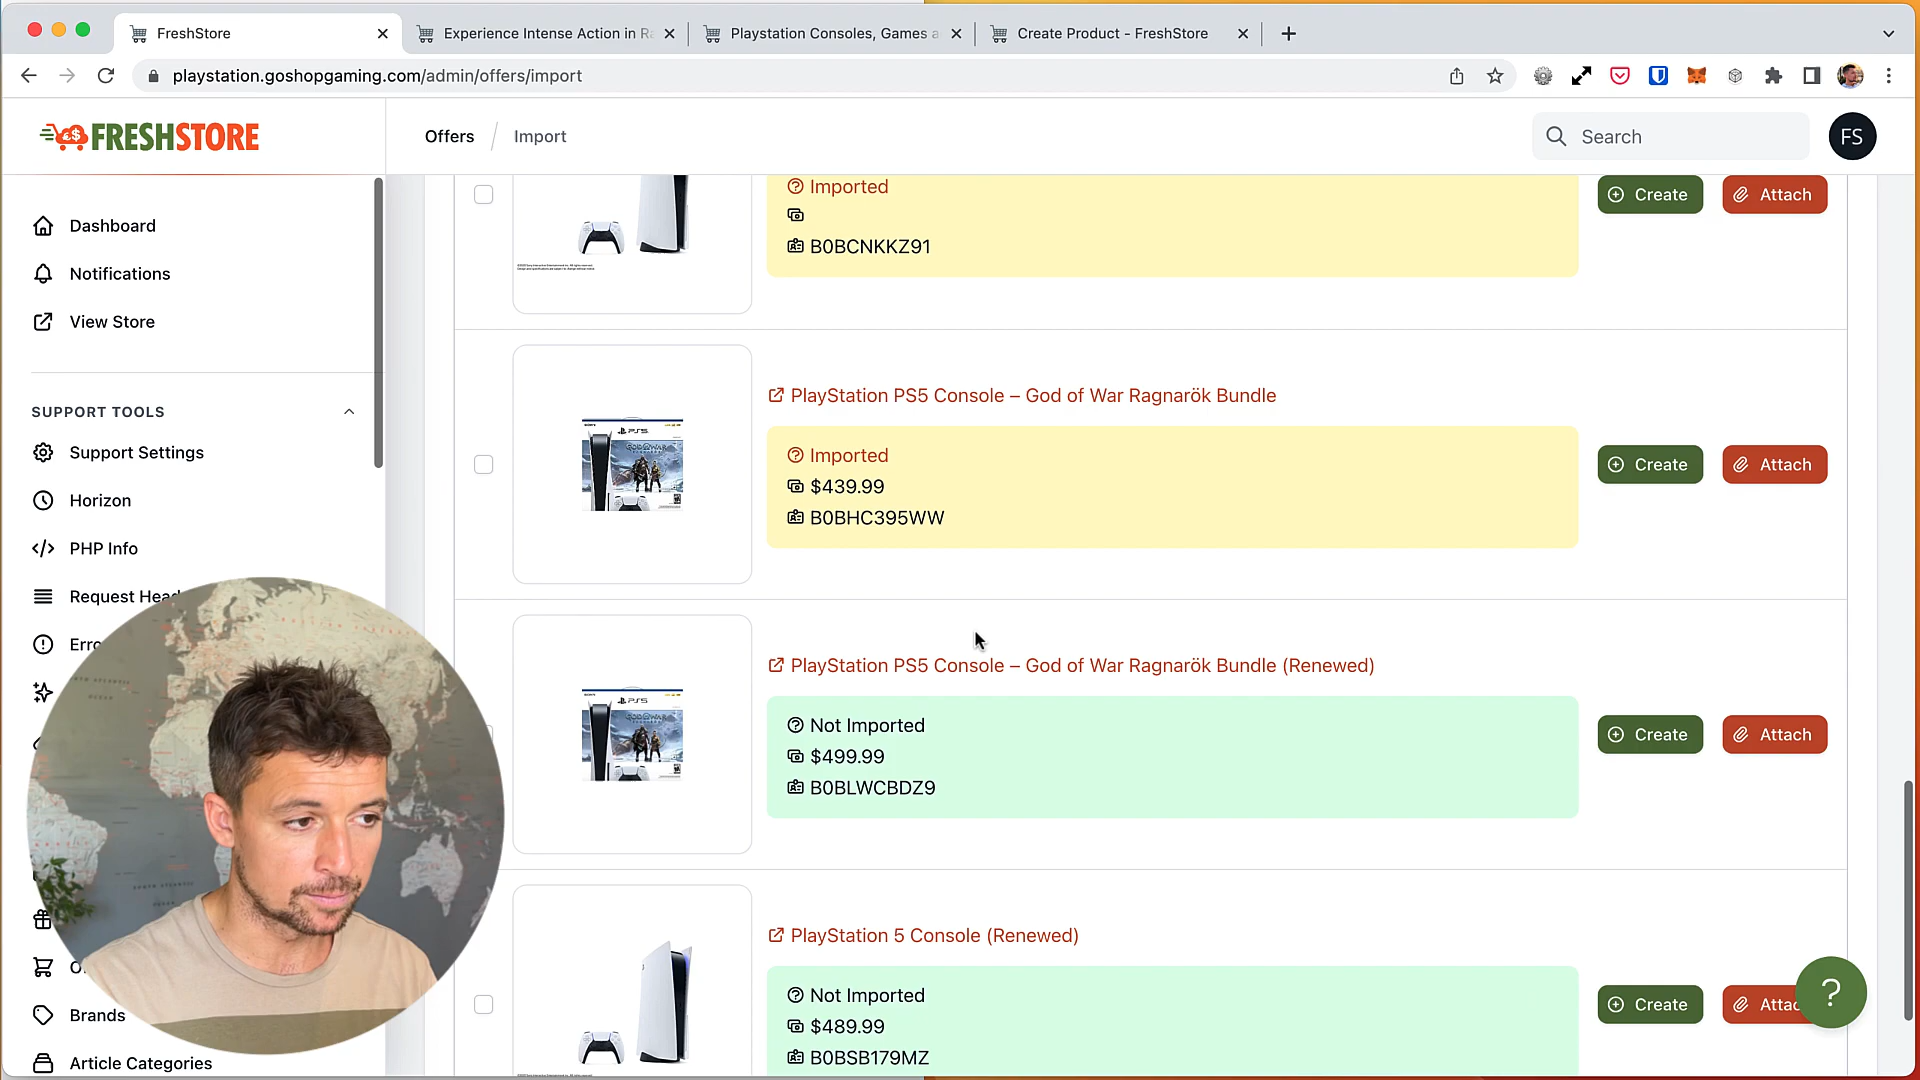 FreshStore
Experience Intense Action in Ra
Playstation Consoles, Games a
Create Product - FreshStore
playstation.goshopgaming.com/admin/offers/import
FRESHSTORE
Offers / Import
Search
FS
Dashboard
Notifications
View Store
SUPPORT TOOLS
Support Settings
Horizon
PHP Info
Request Head
Erro
Brands
Article Categories
Imported
B0BCNKKZ91
Create
Attach
PlayStation PS5 Console – God of War Ragnarök Bundle
Imported
$439.99
B0BHC395WW
Create
Attach
PlayStation PS5 Console – God of War Ragnarök Bundle (Renewed)
Not Imported
$499.99
B0BLWCBDZ9
Create
Attach
PlayStation 5 Console (Renewed)
Not Imported
$489.99
B0BSB179MZ
Create
Attac
?